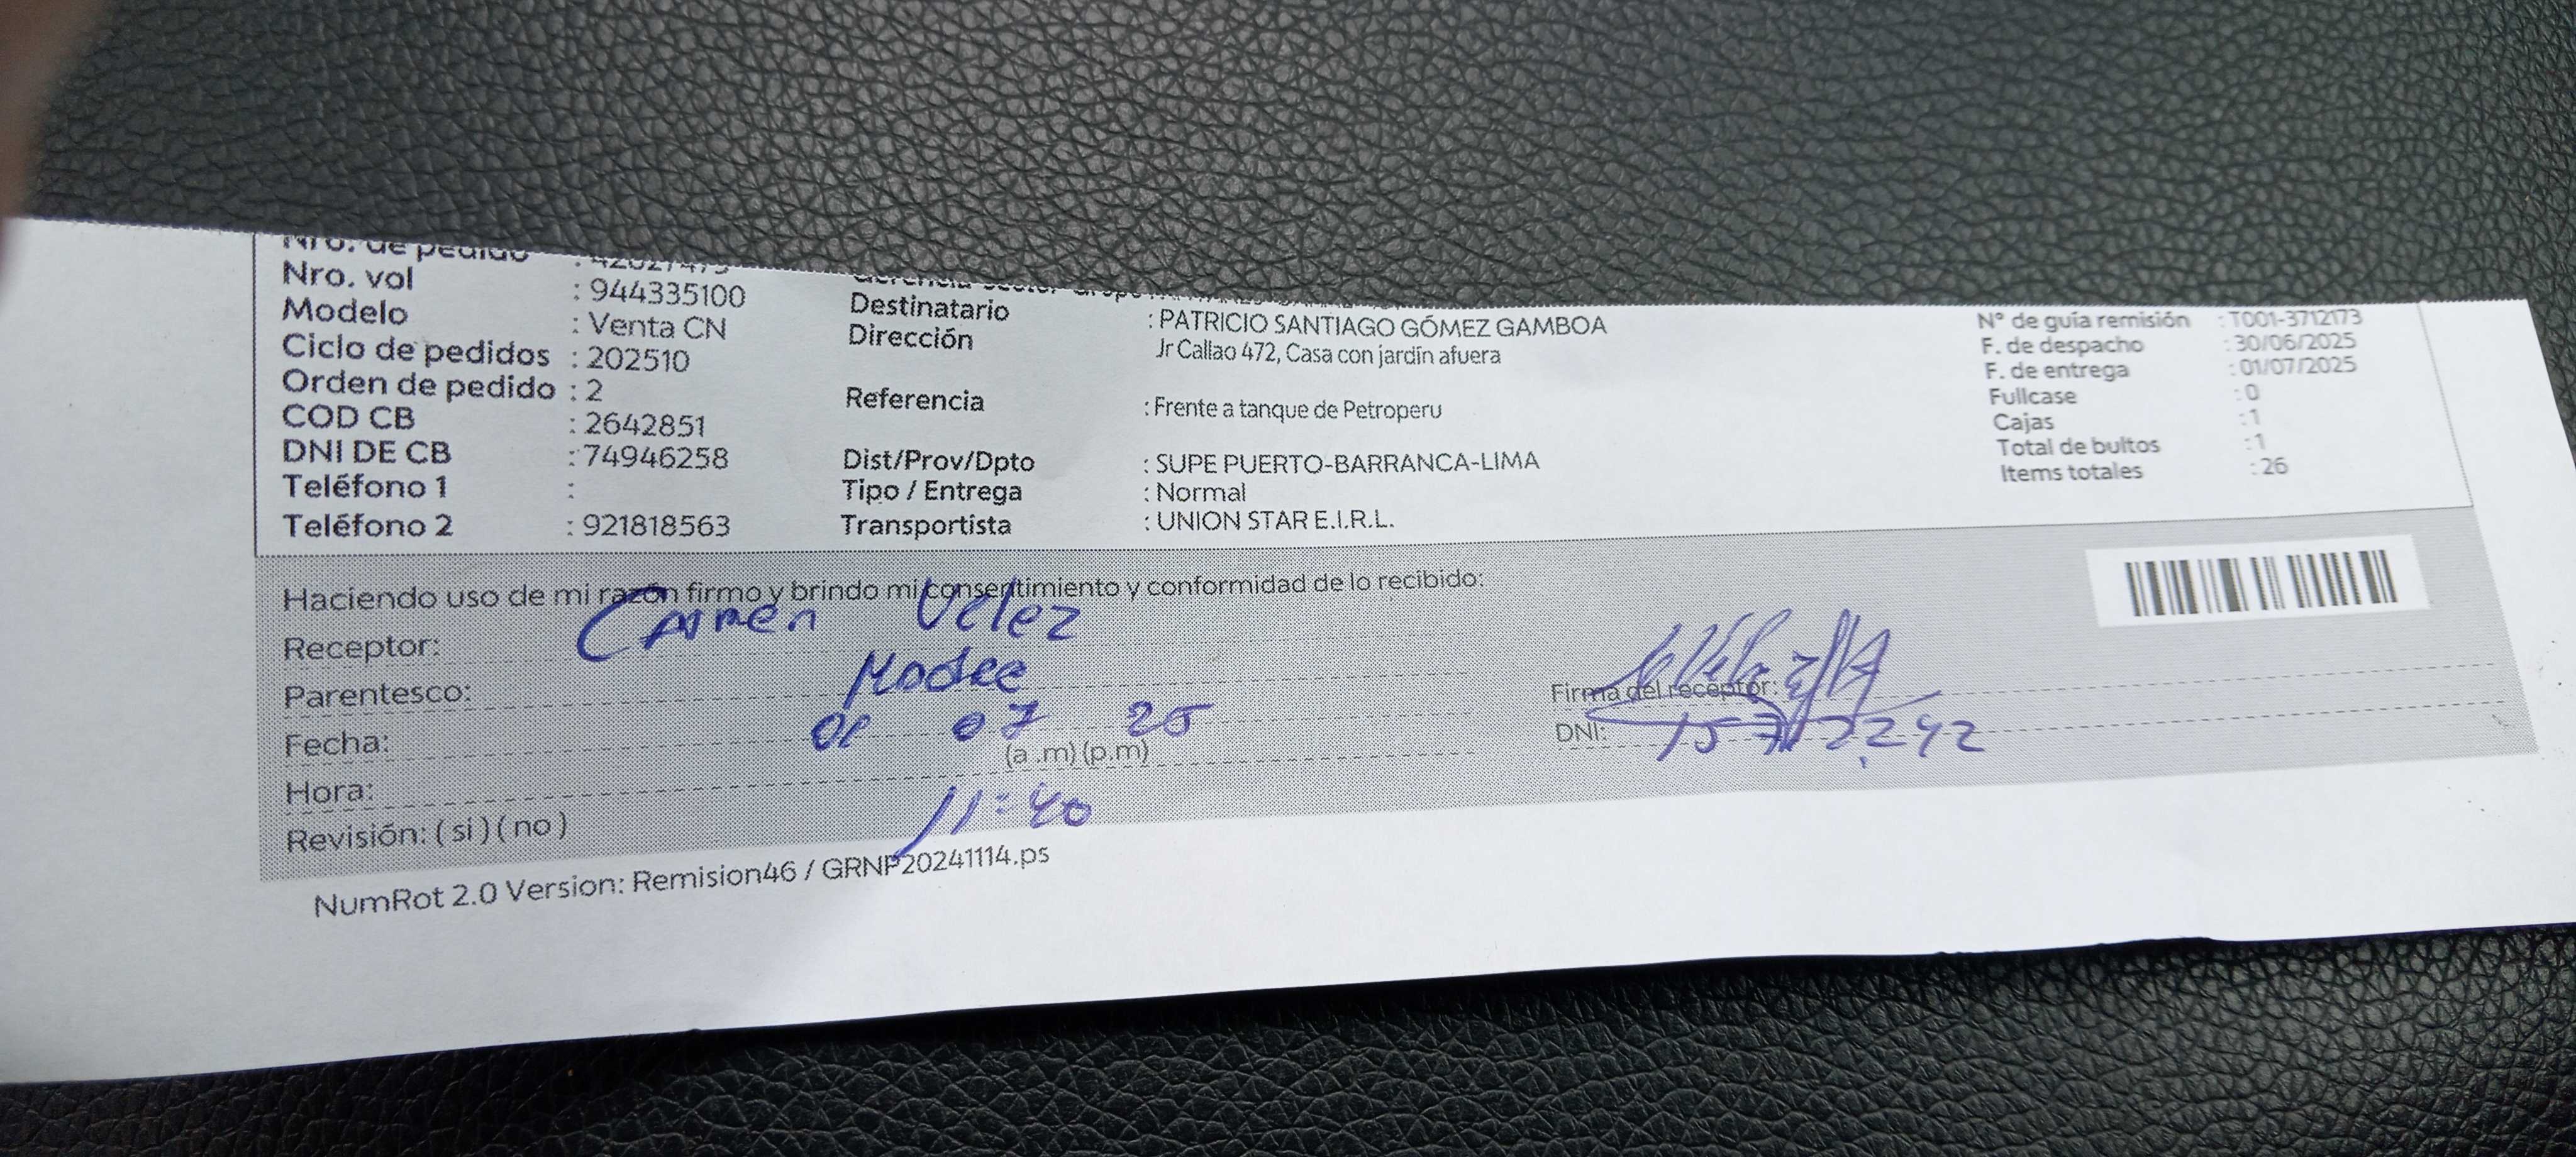 Nro. de pedido : 42027475
Nro. vol : 944335100
Modelo : Venta CN
Ciclo de pedidos : 202510
Orden de pedido : 2
COD CB : 2642851
DNI DE CB : 74946258
Teléfono 1 :
Teléfono 2 : 921818563
Destinatario : PATRICIO SANTIAGO GÓMEZ GAMBOA
Dirección Jr Callao 472, Casa con jardín afuera
Referencia : Frente a tanque de Petroperu
Dist/Prov/Dpto : SUPE PUERTO-BARRANCA-LIMA
Tipo / Entrega : Normal
Transportista : UNION STAR E.I.R.L.
N° de guía remisión : T001-3712173
F. de despacho : 30/06/2025
F. de entrega : 01/07/2025
Fullcase : 0
Cajas : 1
Total de bultos : 1
Items totales : 26
Haciendo uso de mi razón firmo y brindo mi consentimiento y conformidad de lo recibido:
Receptor: Carmen Velez
Parentesco: Madre
Fecha: 07 25
(a .m) (p.m)
Hora: 11:40
Revisión: ( si ) ( no )
Firma del receptor:
DNI:
NumRot 2.0 Version: Remision46 / GRNP20241114.ps